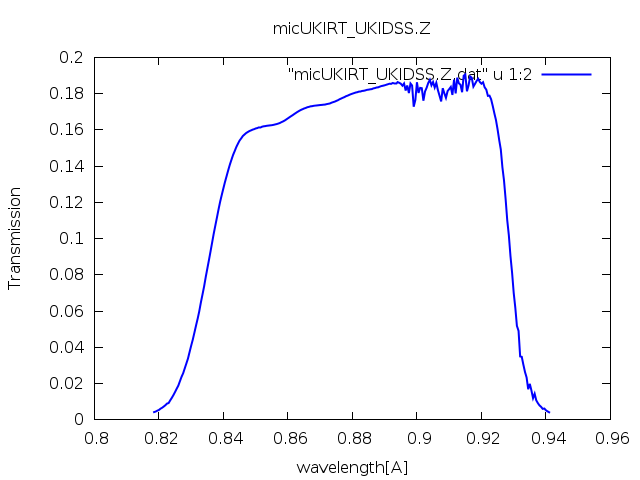 micUKIRT_UKIDSS.Z
"micUKIRT_UKIDSS.Z.dat" u 1:2
0.2
0.18
0.16
0.14
0.12
0.1
0.08
0.06
0.04
0.02
0
Transmission
0.8 0.82 0.84 0.86 0.88 0.9 0.92 0.94 0.96
wavelength[A]